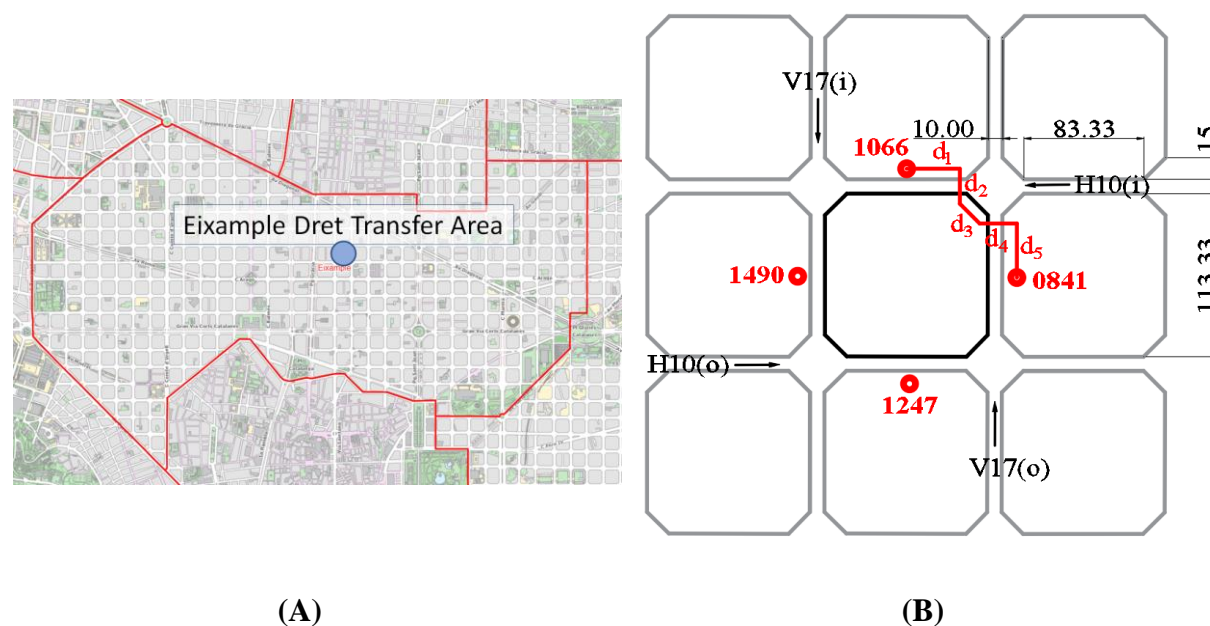 Eixample Dret Transfer Area
Eixample
V17(i)
10.00
83.33
15
1066
d1
H10(i)
d2
d3
d4
d5
1490
0841
113.33
H10(o)
1247
V17(o)
(A)
(B)